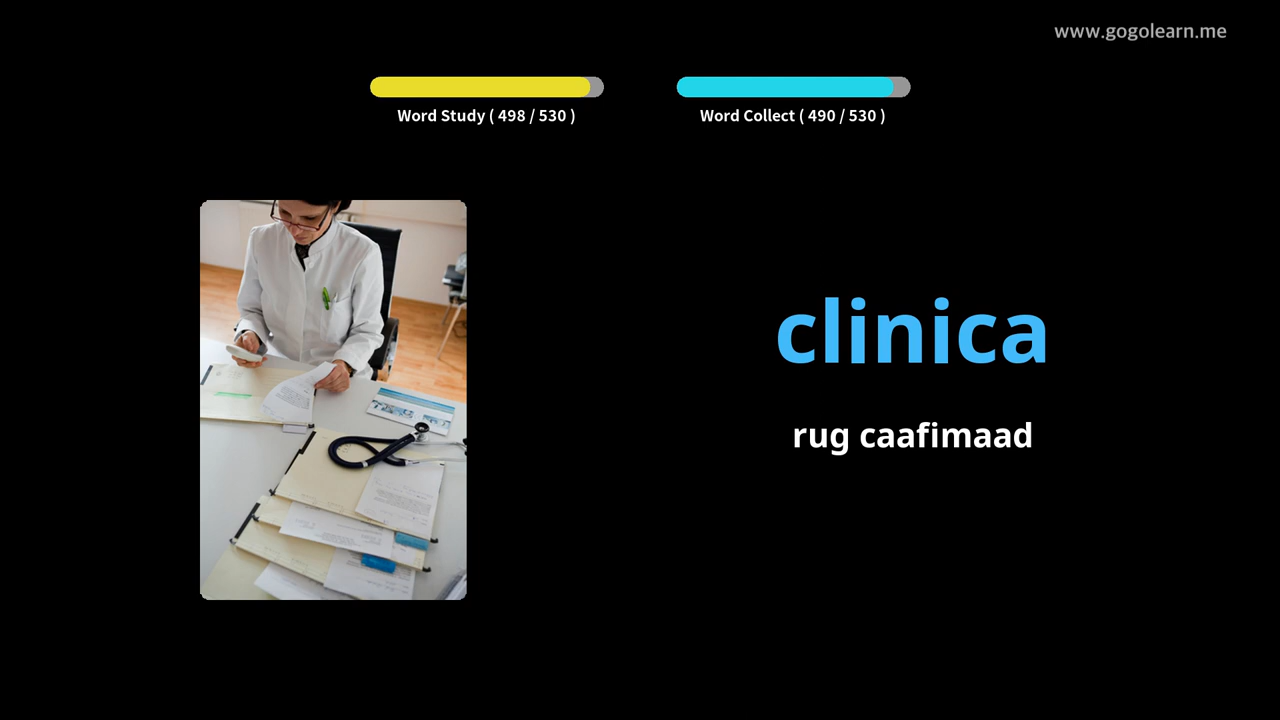 www.gogolearn.me
Word Study ( 498 / 530 )
Word Collect ( 490 / 530 )
clinica
rug caafimaad